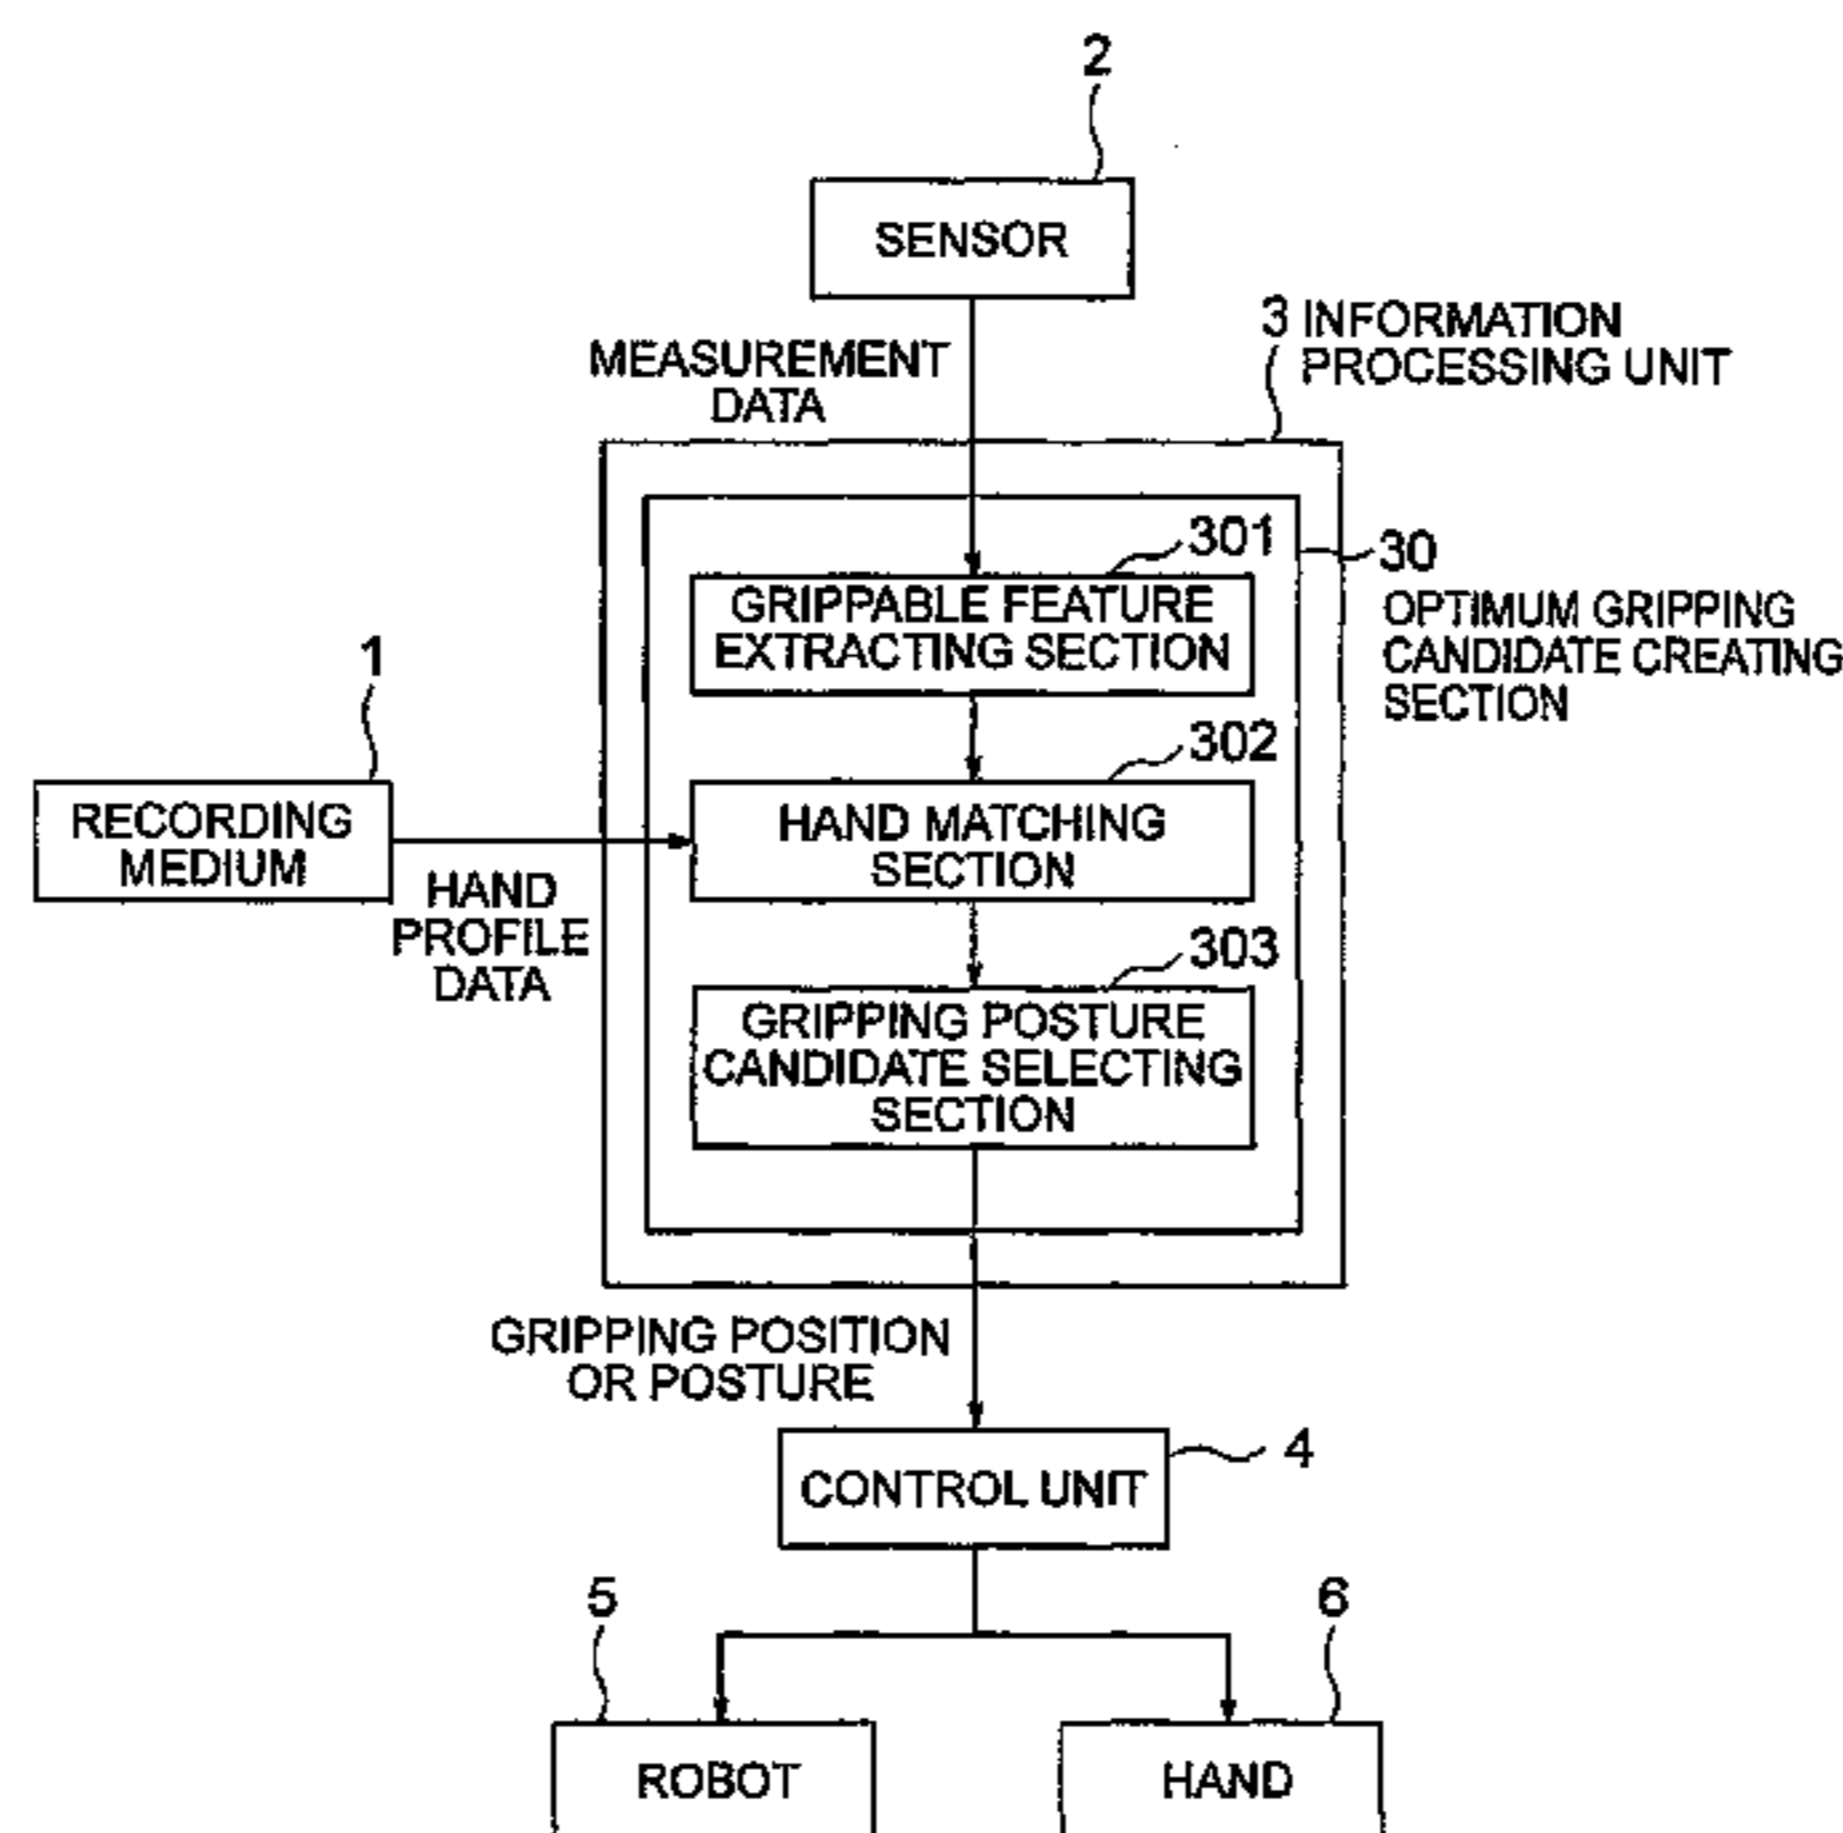 2
SENSOR
3 INFORMATION
PROCESSING UNIT
MEASUREMENT
DATA
301
30
GRIPPABLE FEATURE
EXTRACTING SECTION
OPTIMUM GRIPPING
CANDIDATE CREATING
SECTION
1
302
RECORDING
MEDIUM
HAND MATCHING
SECTION
HAND
PROFILE
DATA
303
GRIPPING POSTURE
CANDIDATE SELECTING
SECTION
GRIPPING POSITION
OR POSTURE
4
CONTROL UNIT
5
6
ROBOT
HAND